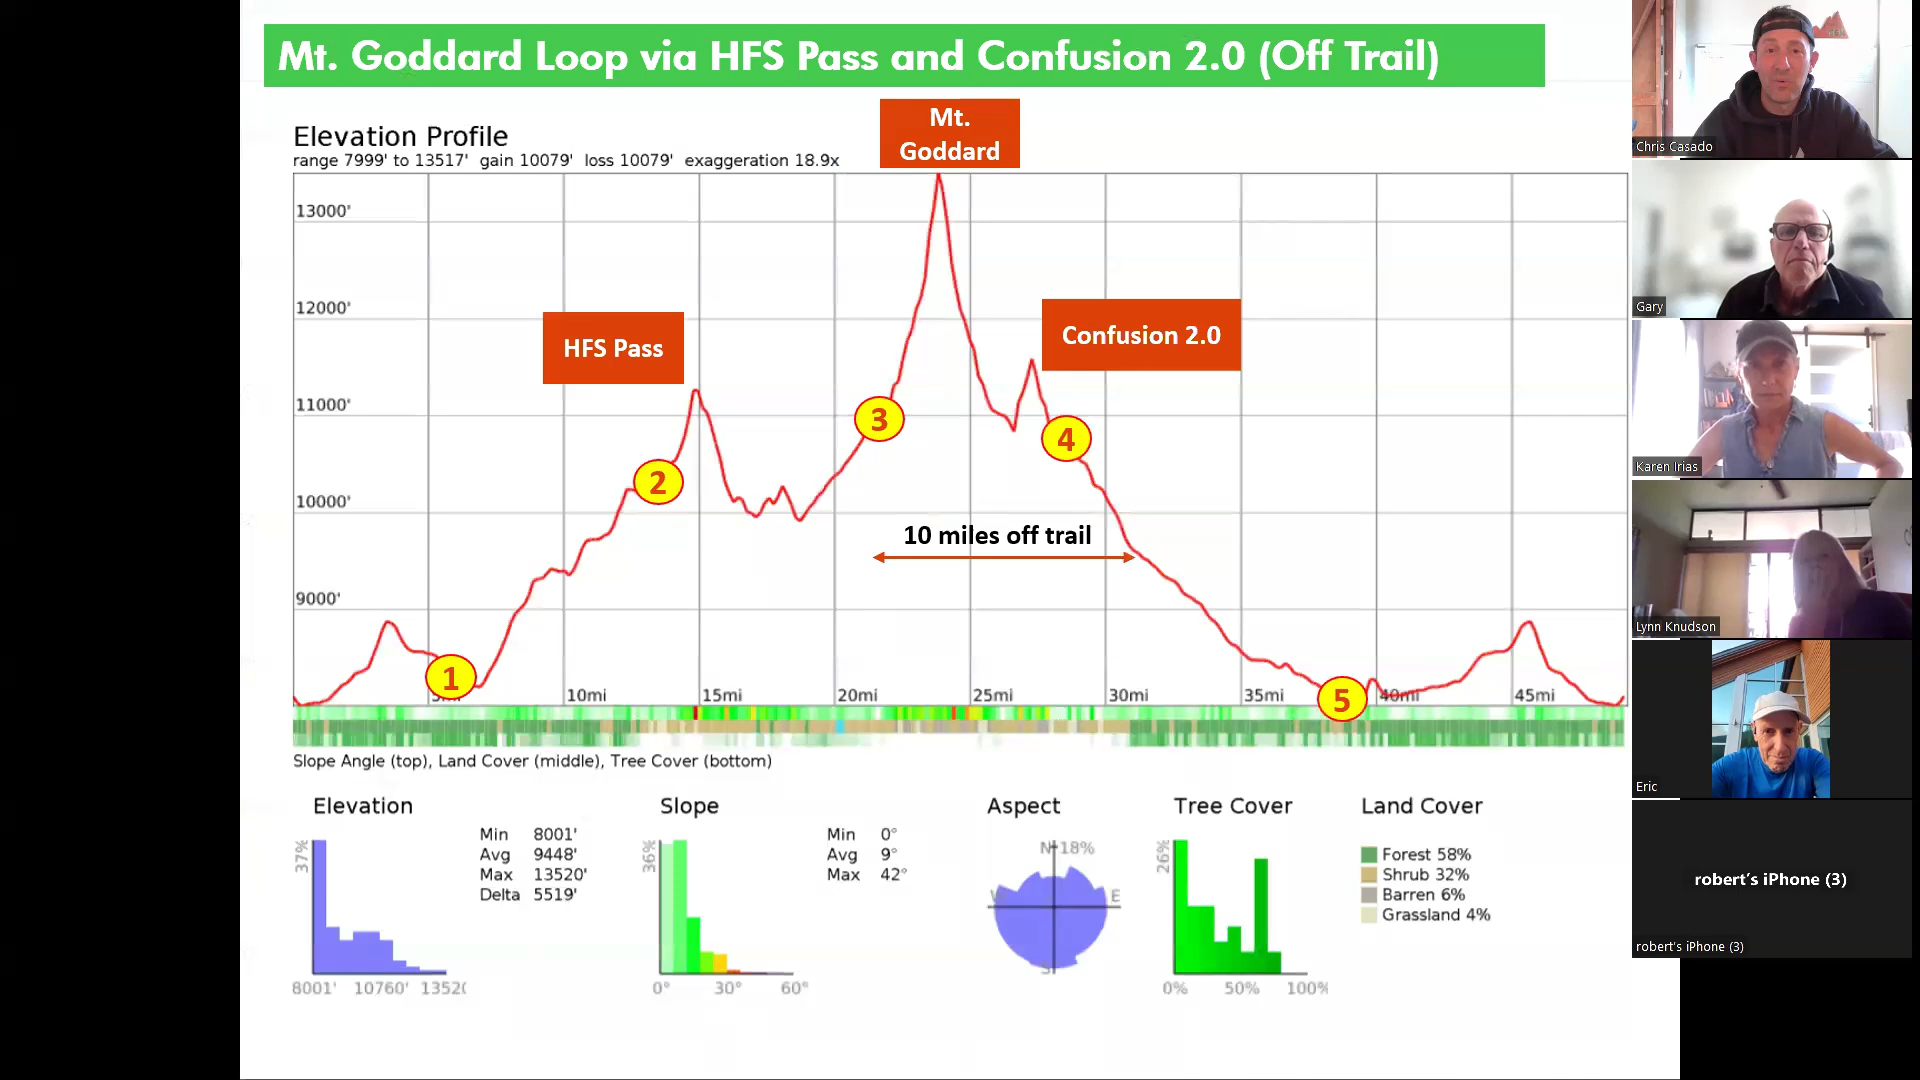 Mt. Goddard Loop via HFS Pass and Confusion 2.0 (Off Trail)
Mt.
Goddard
Elevation Profile
range 7999' to 13517' gain 10079' loss 10079' exaggeration 18.9x
13000'
12000'
11000'
10000'
9000'
HFS Pass
Confusion 2.0
1
2
3
4
5
10 miles off trail
10mi
15mi
20mi
25mi
30mi
35mi
40mi
45mi
Slope Angle (top), Land Cover (middle), Tree Cover (bottom)
Elevation
37%
8001' 10760' 13520
Min 8001'
Avg 9448'
Max 13520'
Delta 5519'
Slope
36%
0° 30° 60°
Min 0°
Avg 9°
Max 42°
Aspect
N 18%
W
E
S
Tree Cover
26%
0% 50% 100%
Land Cover
Forest 58%
Shrub 32%
Barren 6%
Grassland 4%
Chris Casado
Gary
Karen Irias
Lynn Knudson
Eric
robert's iPhone (3)
robert's iPhone (3)